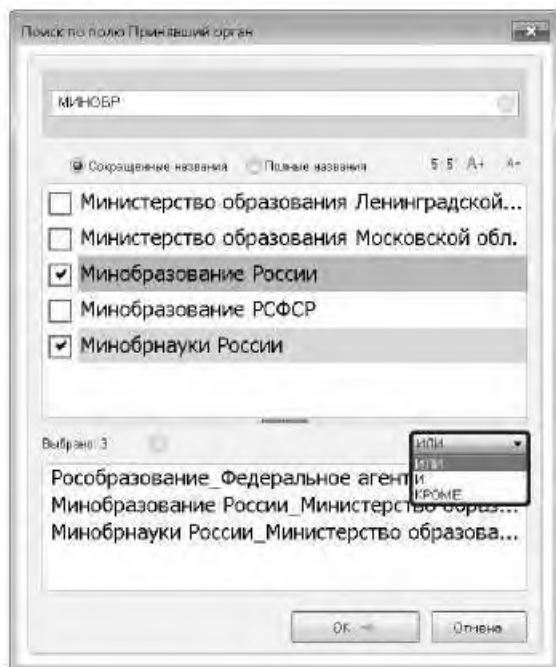 Поиск по полю Принявший орган
МИНОБР
Сокращенные названия Полные названия 5 5 A+ A-
Министерство образования Ленинградской...
Министерство образования Московской обл.
Минобразование России
Минобразование РСФСР
Минобрнауки России
Выбрано: 3 ИЛИ
ИЛИ
И
КРОМЕ
Рособразование_Федеральное агент
Минобразование России_Министерство образ...
Минобрнауки России_Министерство образова...
OK Отмена